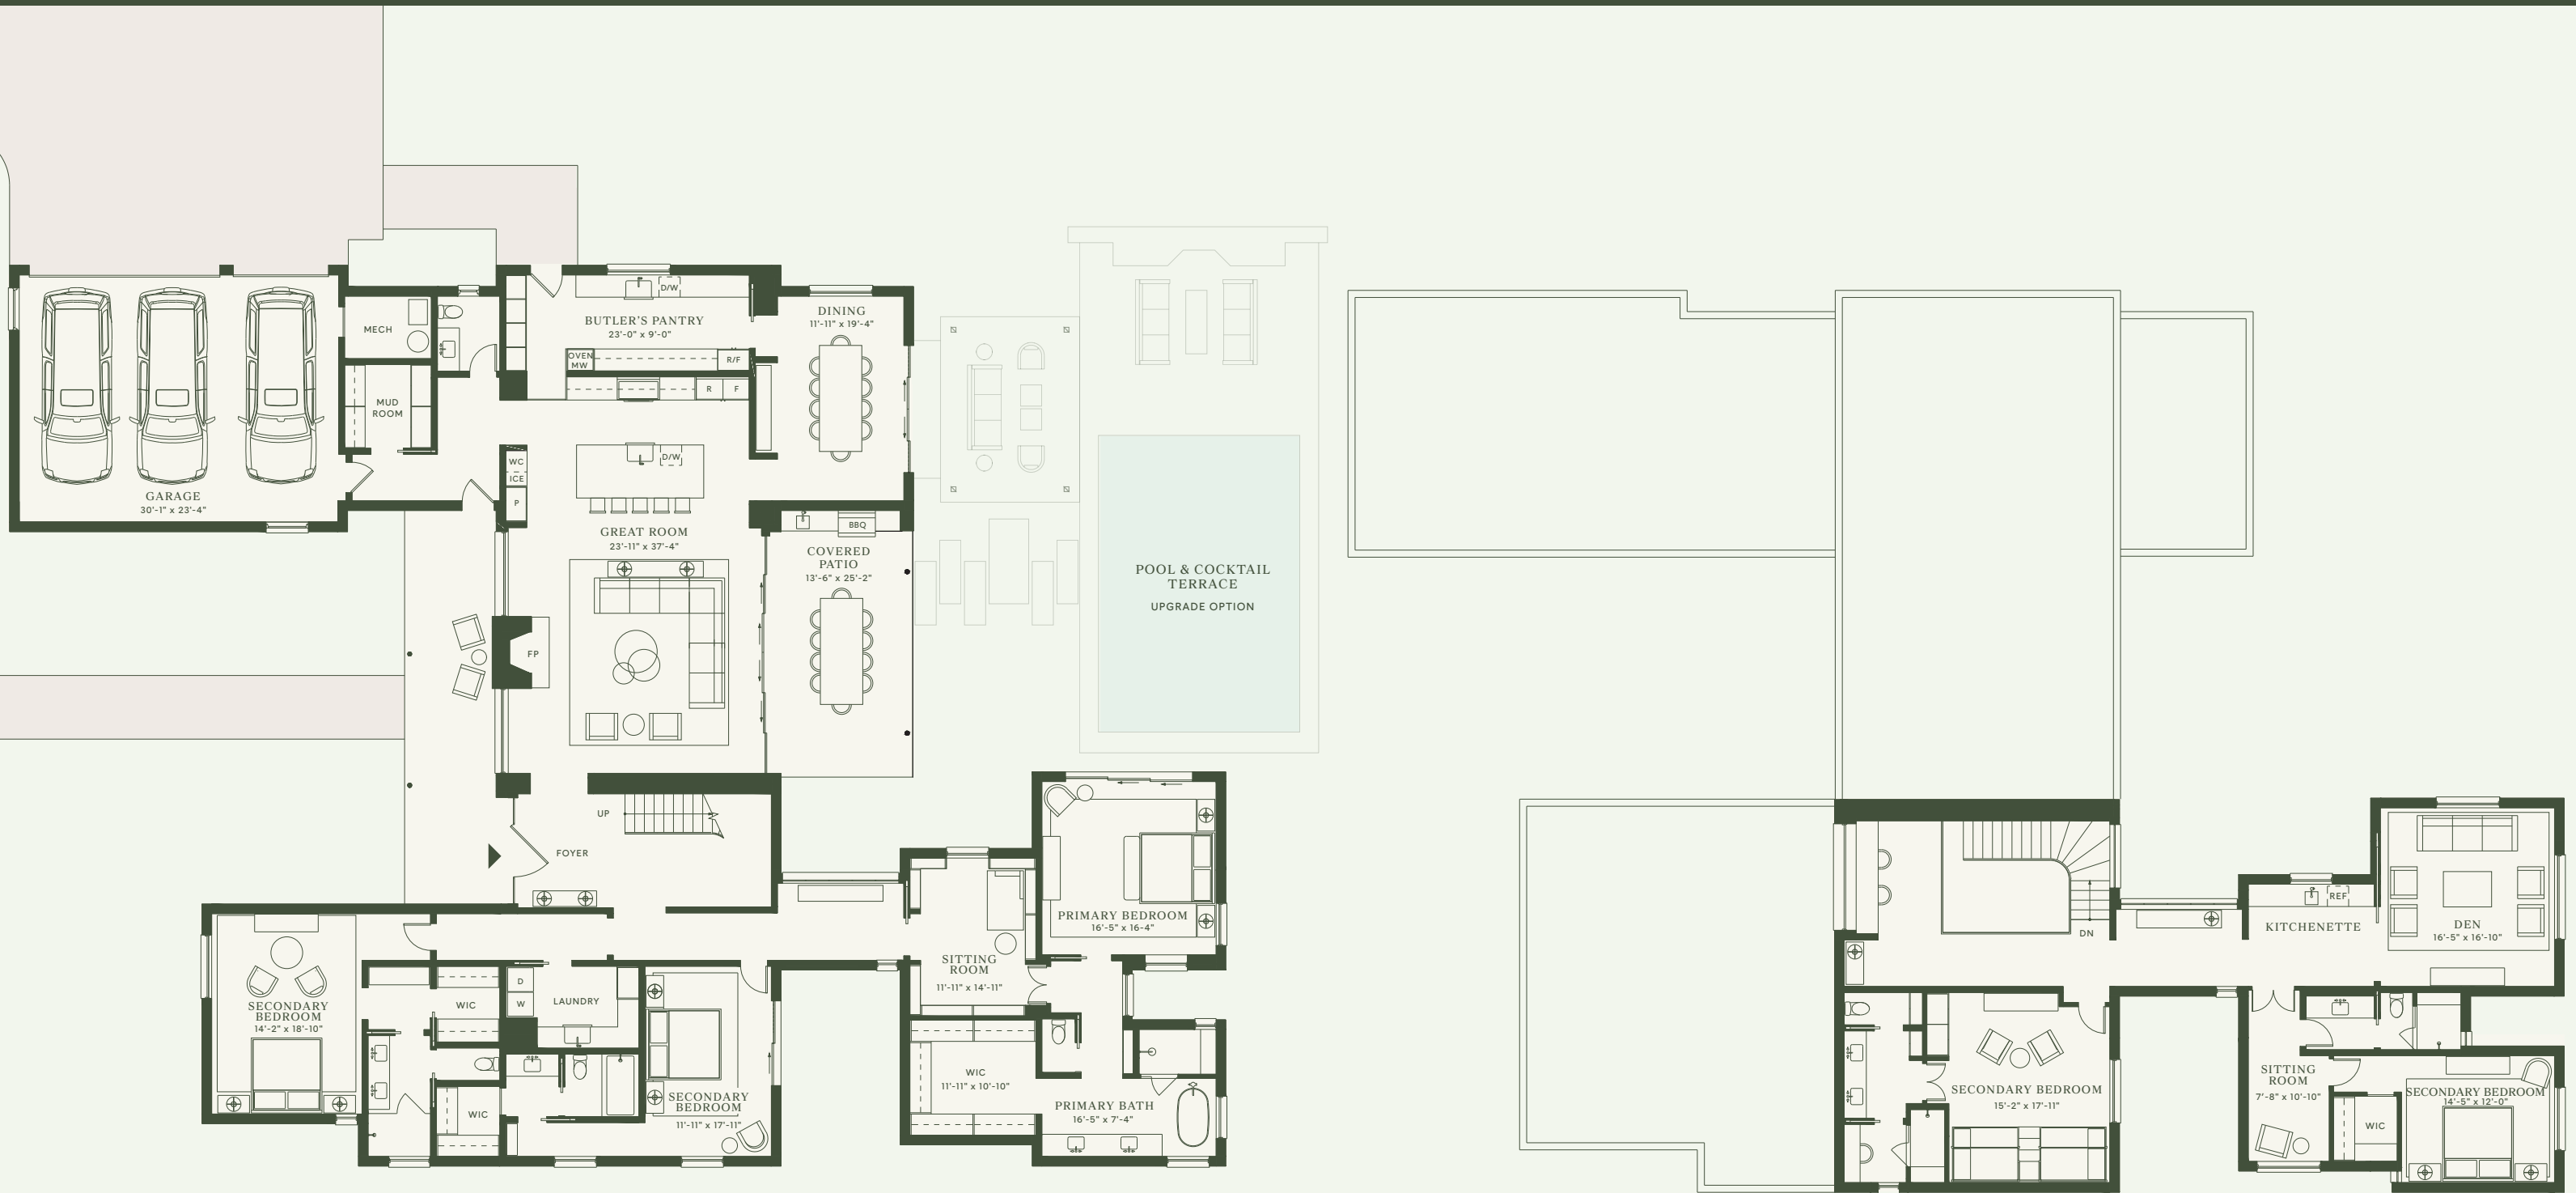 MECH
MUD
ROOM
GARAGE
30'-1" x 23'-4"
D/W
BUTLER'S PANTRY
23'-0" x 9'-0"
OVEN
MW
R/F
R
F
DINING
11'-11" x 19'-4"
WC
ICE
P
D/W
GREAT ROOM
23'-11" x 37'-4"
BBQ
COVERED
PATIO
13'-6" x 25'-2"
FP
POOL & COCKTAIL
TERRACE
UPGRADE OPTION
UP
FOYER
SECONDARY
BEDROOM
14'-2" x 18'-10"
WIC
WIC
D
W
LAUNDRY
SECONDARY
BEDROOM
11'-11" x 17'-11"
SITTING
ROOM
11'-11" x 14'-11"
PRIMARY BEDROOM
16'-5" x 16-4"
WIC
11'-11" x 10'-10"
PRIMARY BATH
16'-5" x 7'-4"
DN
REF
KITCHENETTE
DEN
16'-5" x 16'-10"
SECONDARY BEDROOM
15'-2" x 17'-11"
SITTING
ROOM
7'-8" x 10'-10"
WIC
SECONDARY BEDROOM
14'-5" x 12'-0"